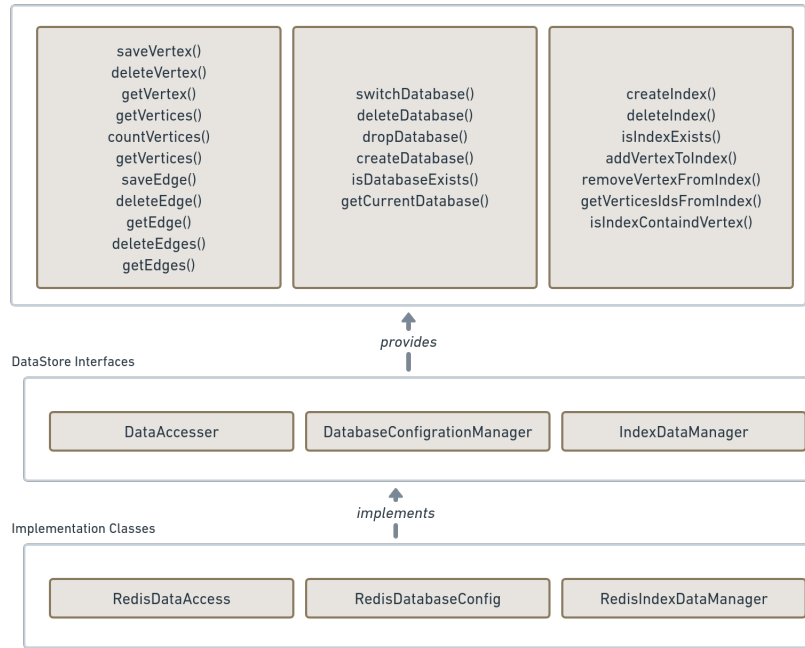 saveVertex()
deleteVertex()
getVertex()
getVertices()
countVertices()
getVertices()
saveEdge()
deleteEdge()
getEdge()
deleteEdges()
getEdges()
switchDatabase()
deleteDatabase()
dropDatabase()
createDatabase()
isDatabaseExists()
getCurrentDatabase()
createIndex()
deleteIndex()
isIndexExists()
addVertexToIndex()
removeVertexFromIndex()
getVerticesIdsFromIndex()
isIndexContaindVertex()
provides
DataStore Interfaces
DataAccesser
DatabaseConfigrationManager
IndexDataManager
implements
Implementation Classes
RedisDataAccess
RedisDatabaseConfig
RedisIndexDataManager